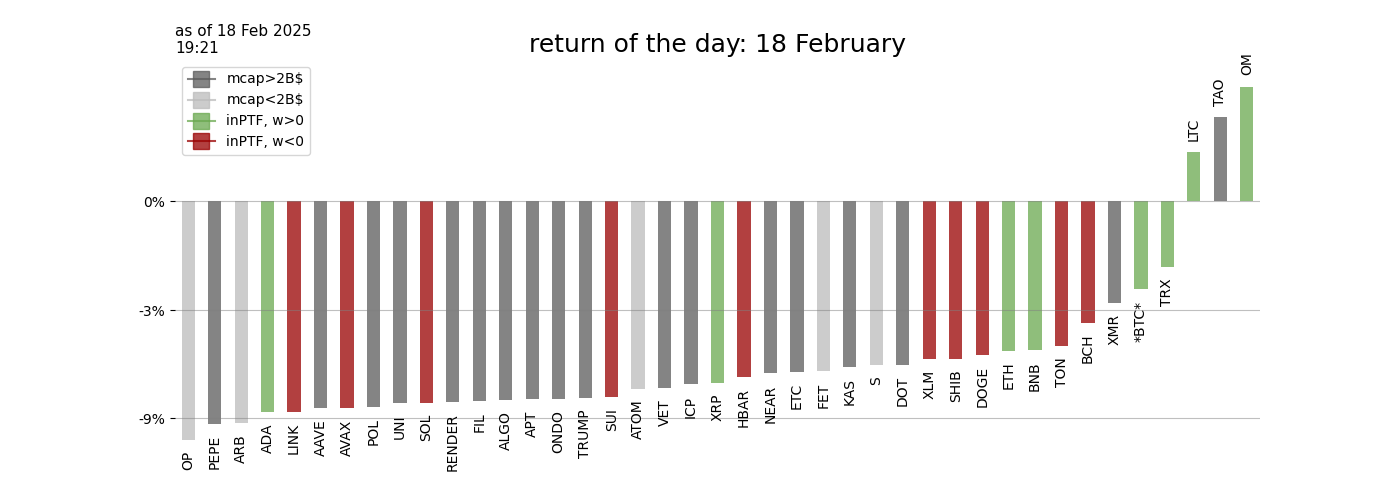 as of 18 Feb 2025
19:21
return of the day: 18 February
mcap>2B$
mcap<2B$
inPTF, w>0
inPTF, w<0
0%
-3%
-9%
OP
PEPE
ARB
ADA
LINK
AAVE
AVAX
POL
UNI
SOL
RENDER
FIL
ALGO
APT
ONDO
TRUMP
SUI
ATOM
VET
ICP
XRP
HBAR
NEAR
ETC
FET
KAS
S
DOT
XLM
SHIB
DOGE
ETH
BNB
TON
BCH
XMR
*BTC*
TRX
LTC
TAO
OM